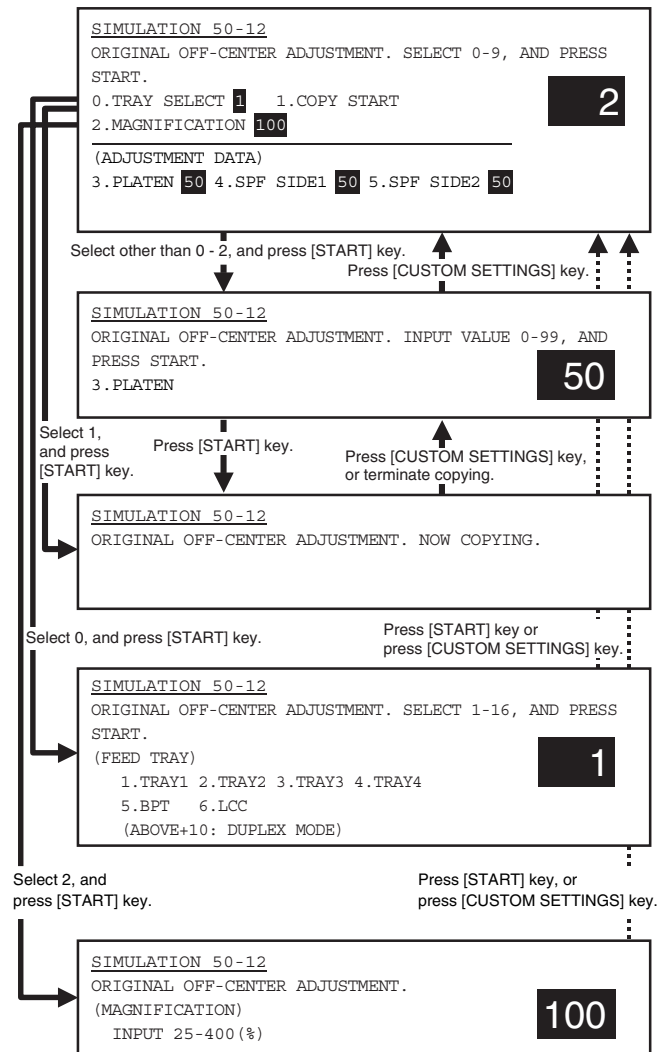 SIMULATION 50-12
ORIGINAL OFF-CENTER ADJUSTMENT. SELECT 0-9, AND PRESS
START.
0.TRAY SELECT 1 1.COPY START
2.MAGNIFICATION 100
2
(ADJUSTMENT DATA)
3.PLATEN 50 4.SPF SIDE1 50 5.SPF SIDE2 50
Select other than 0 - 2, and press [START] key.
Press [CUSTOM SETTINGS] key.
SIMULATION 50-12
ORIGINAL OFF-CENTER ADJUSTMENT. INPUT VALUE 0-99, AND
PRESS START.
3.PLATEN
50
Select 1,
and press
[START] key.
Press [START] key.
Press [CUSTOM SETTINGS] key,
or terminate copying.
SIMULATION 50-12
ORIGINAL OFF-CENTER ADJUSTMENT. NOW COPYING.
Select 0, and press [START] key.
Press [START] key or
press [CUSTOM SETTINGS] key.
SIMULATION 50-12
ORIGINAL OFF-CENTER ADJUSTMENT. SELECT 1-16, AND PRESS
START.
(FEED TRAY)
1.TRAY1 2.TRAY2 3.TRAY3 4.TRAY4
5.BPT 6.LCC
(ABOVE+10: DUPLEX MODE)
1
Select 2, and
press [START] key.
Press [START] key, or
press [CUSTOM SETTINGS] key.
SIMULATION 50-12
ORIGINAL OFF-CENTER ADJUSTMENT.
(MAGNIFICATION)
INPUT 25-400(%)
100